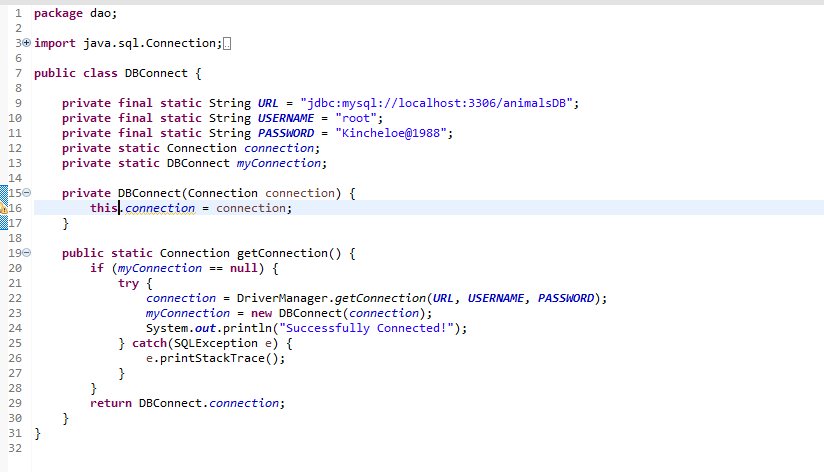 1 package dao;
2
3 import java.sql.Connection;
6
7 public class DBConnect {
8
9 private final static String URL = "jdbc:mysql://localhost:3306/animalsDB";
10 private final static String USERNAME = "root";
11 private final static String PASSWORD = "Kincheloe@1988";
12 private static Connection connection;
13 private static DBConnect myConnection;
14
15 private DBConnect(Connection connection) {
16 this.connection = connection;
17 }
18
19 public static Connection getConnection() {
20 if (myConnection == null) {
21 try {
22 connection = DriverManager.getConnection(URL, USERNAME, PASSWORD);
23 myConnection = new DBConnect(connection);
24 System.out.println("Successfully Connected!");
25 } catch(SQLException e) {
26 e.printStackTrace();
27 }
28 }
29 return DBConnect.connection;
30 }
31 }
32